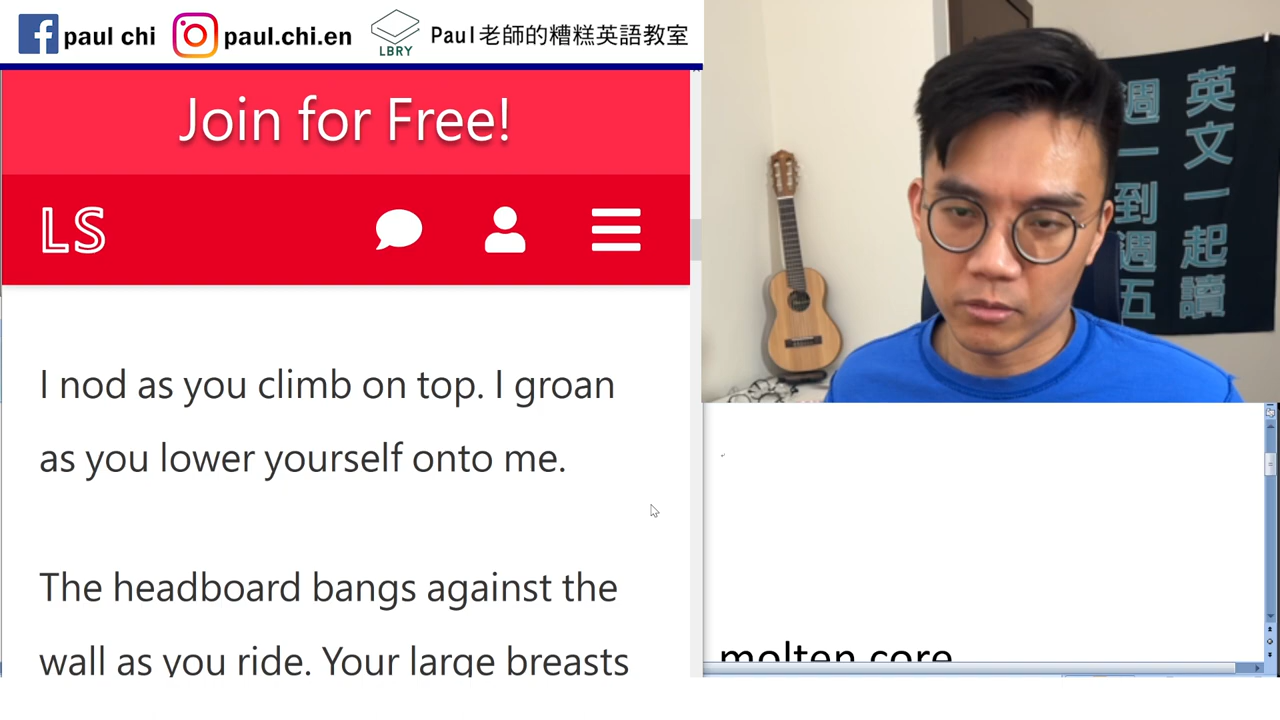 paul chi
paul.chi.en
LBRY
Paul老師的糟糕英語教室
Join for Free!
LS
I nod as you climb on top. I groan
as you lower yourself onto me.
The headboard bangs against the
wall as you ride. Your large breasts
英文一起讀
週一到週五
molten core